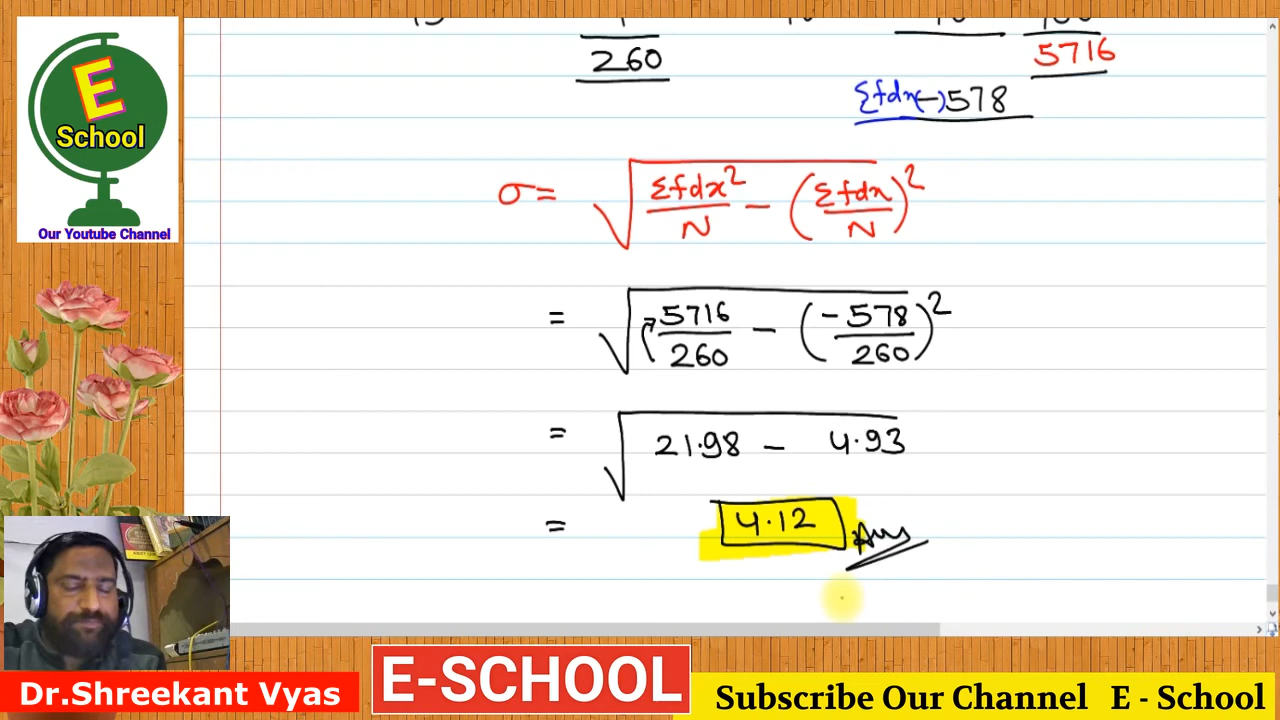 E
School
Our Youtube Channel
260
5716
Σfdx(-)578
σ= √ Σfdx²/N - (Σfdx/N)²
= √ 5716/260 - (-578/260)²
= √ 21.98 - 4.93
= 4.12 Ans
Dr.Shreekant Vyas
E-SCHOOL
Subscribe Our Channel E - School